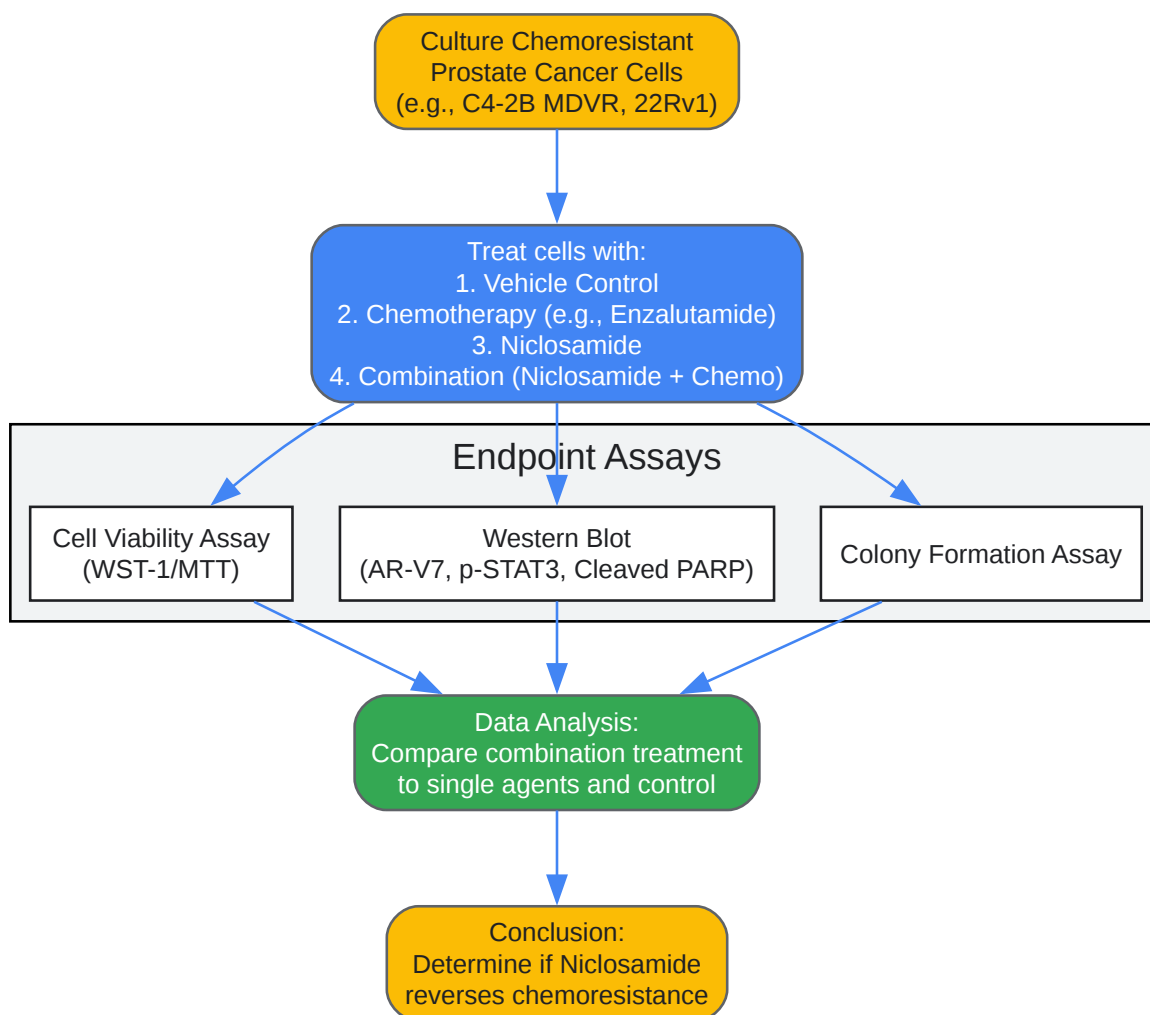 Culture Chemoresistant
Prostate Cancer Cells
(e.g., C4-2B MDVR, 22Rv1)
Treat cells with:
1. Vehicle Control
2. Chemotherapy (e.g., Enzalutamide)
3. Niclosamide
4. Combination (Niclosamide + Chemo)
Endpoint Assays
Cell Viability Assay
(WST-1/MTT)
Western Blot
(AR-V7, p-STAT3, Cleaved PARP)
Colony Formation Assay
Data Analysis:
Compare combination treatment
to single agents and control
Conclusion:
Determine if Niclosamide
reverses chemoresistance